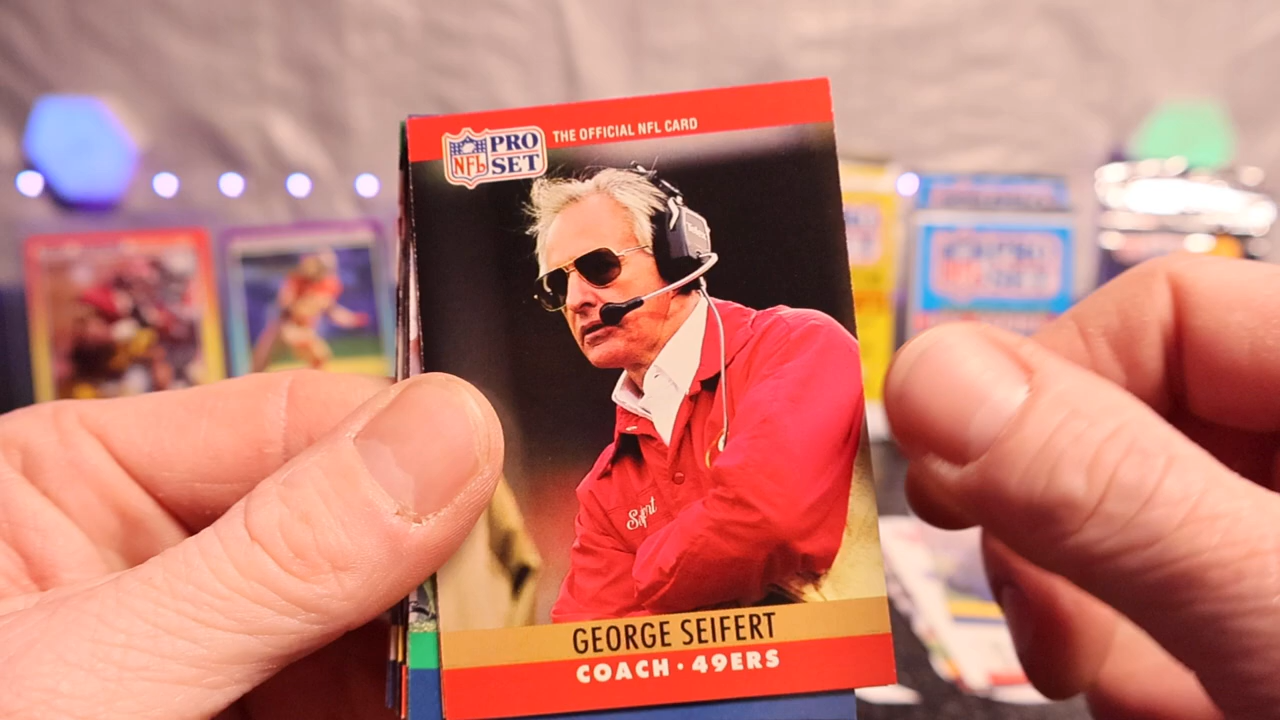 PRO
NFL SET
THE OFFICIAL NFL CARD
Seifert
GEORGE SEIFERT
COACH · 49ERS